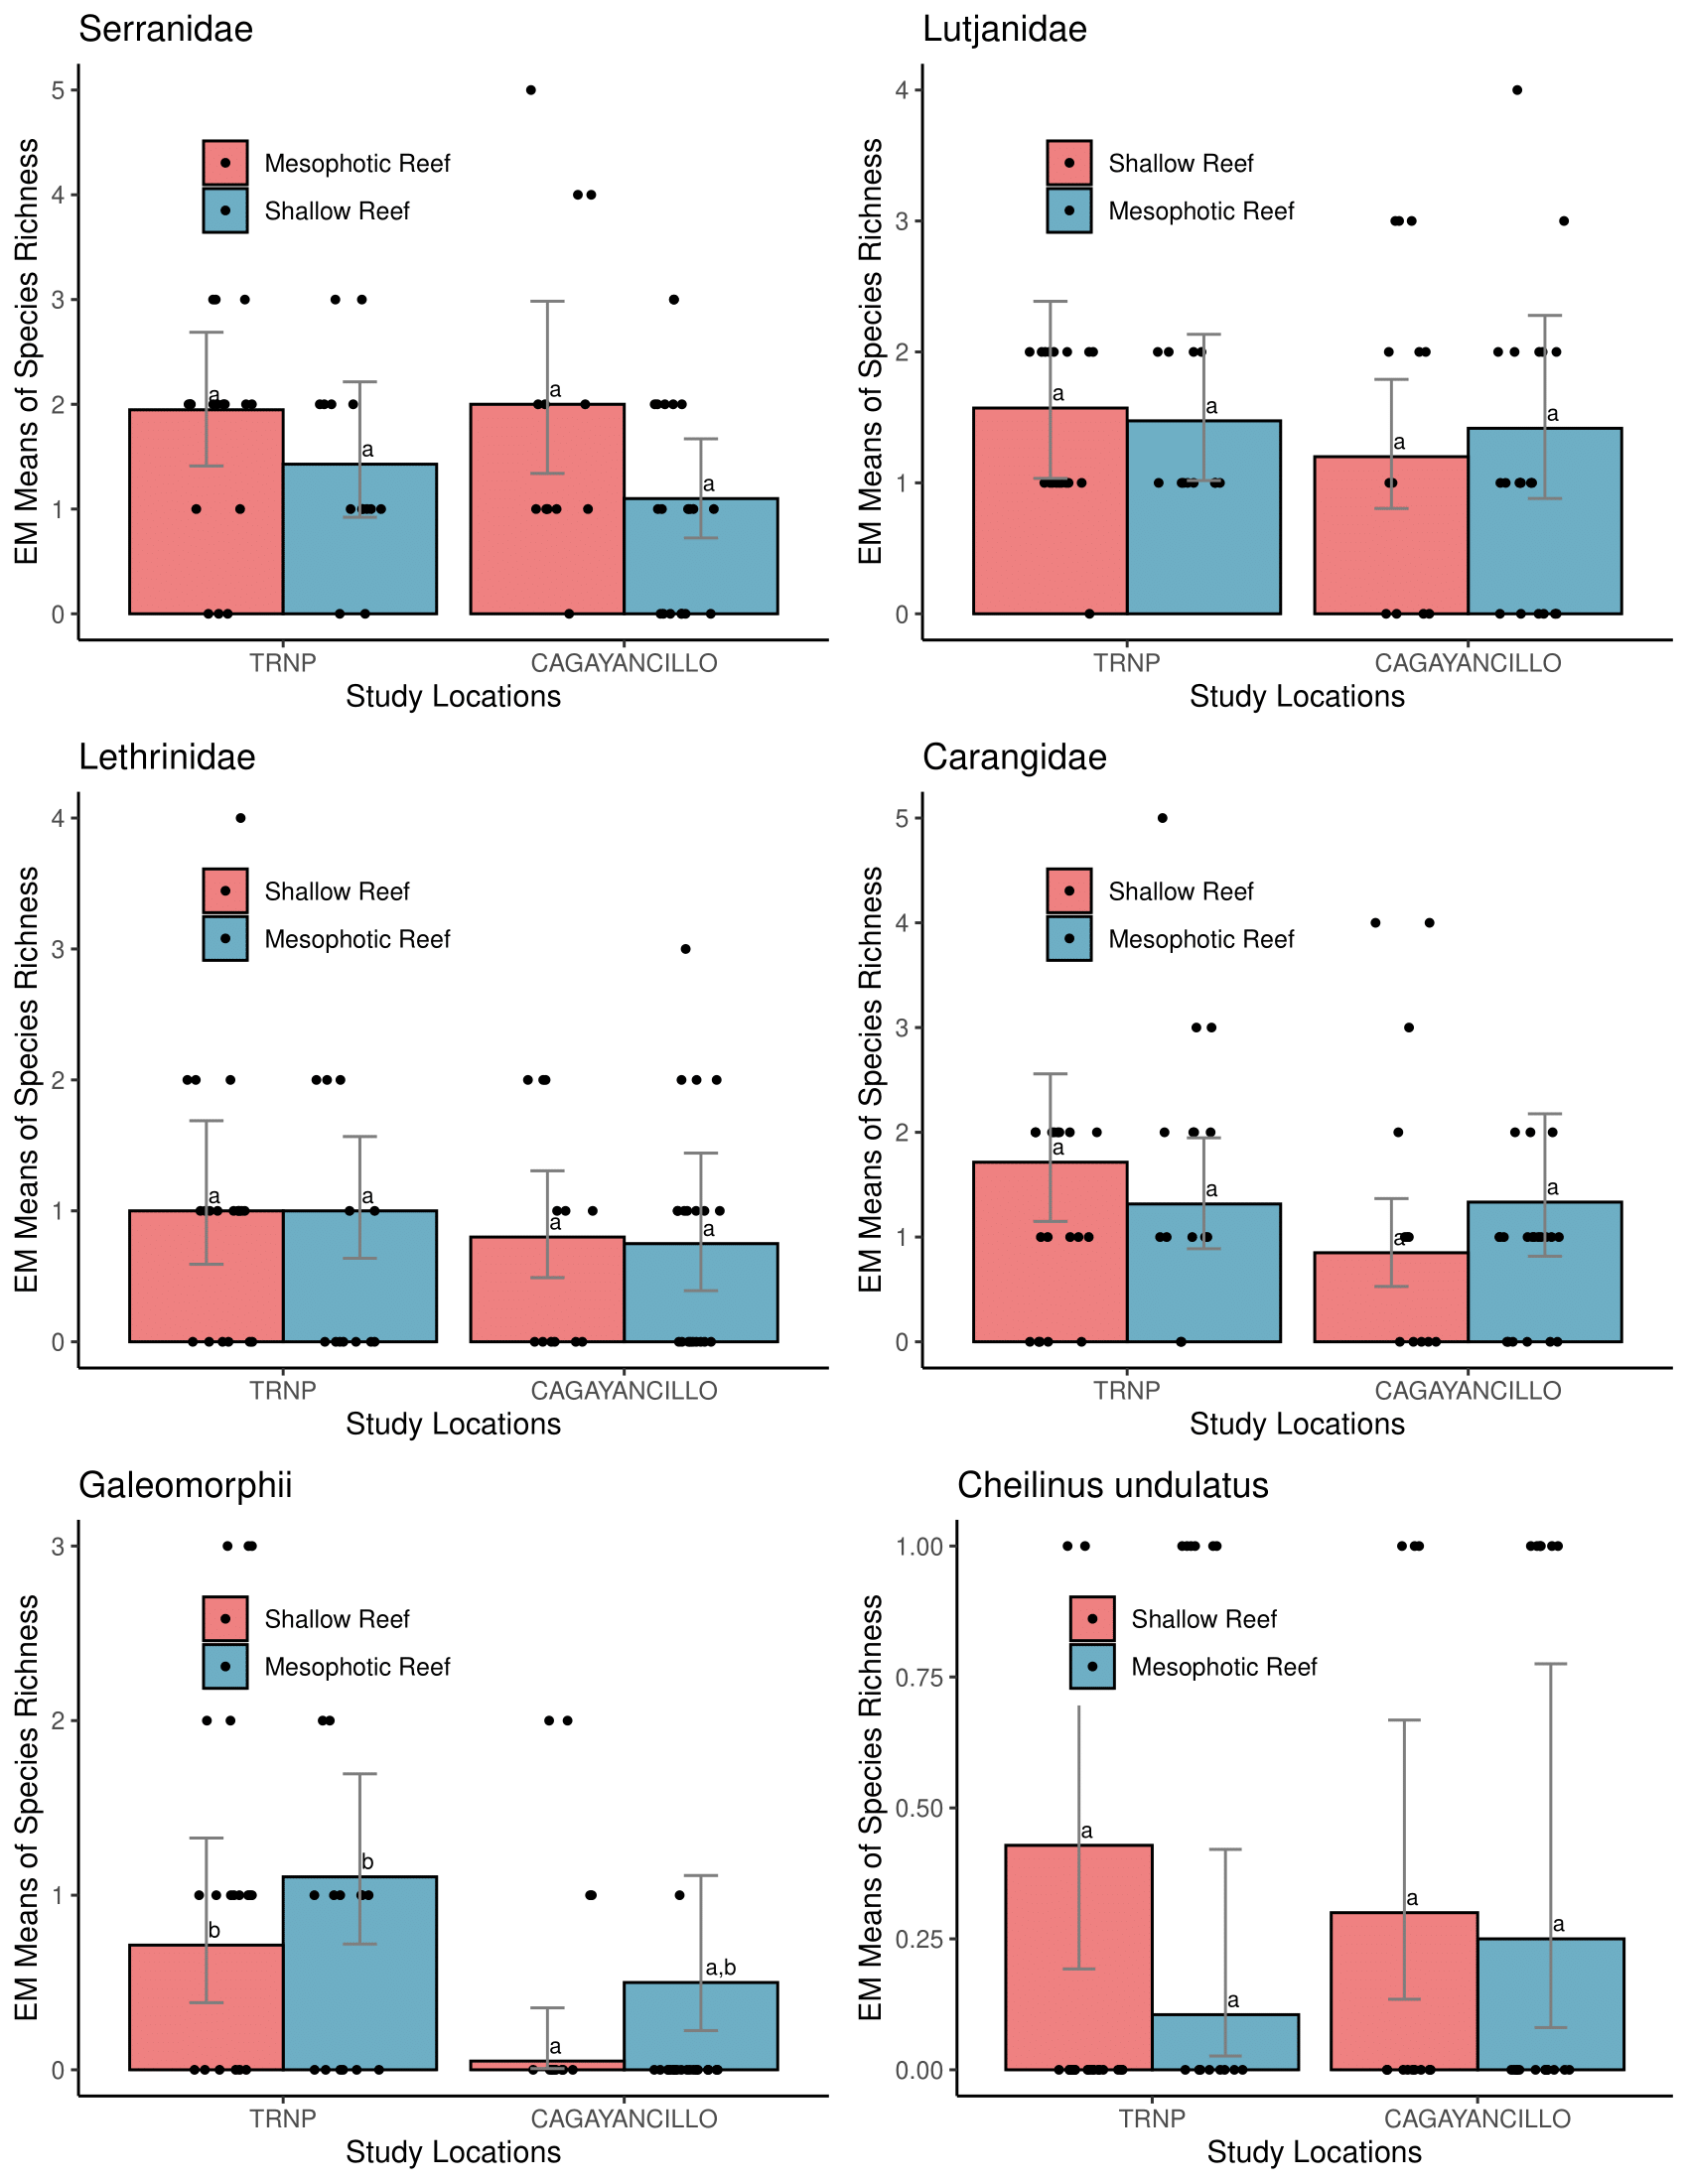 Serranidae
EM Means of Species Richness
5
4
3
2
1
0
Mesophotic Reef
Shallow Reef
a
a
a
a
TRNP
CAGAYANCILLO
Study Locations
Lutjanidae
EM Means of Species Richness
4
3
2
1
0
Shallow Reef
Mesophotic Reef
a
a
a
a
TRNP
CAGAYANCILLO
Study Locations
Lethrinidae
EM Means of Species Richness
4
3
2
1
0
Shallow Reef
Mesophotic Reef
a
a
a
a
TRNP
CAGAYANCILLO
Study Locations
Carangidae
EM Means of Species Richness
5
4
3
2
1
0
Shallow Reef
Mesophotic Reef
a
a
a
a
TRNP
CAGAYANCILLO
Study Locations
Galeomorphii
EM Means of Species Richness
3
2
1
0
Shallow Reef
Mesophotic Reef
b
b
a
a,b
TRNP
CAGAYANCILLO
Study Locations
Cheilinus undulatus
EM Means of Species Richness
1.00
0.75
0.50
0.25
0.00
Shallow Reef
Mesophotic Reef
a
a
a
a
TRNP
CAGAYANCILLO
Study Locations